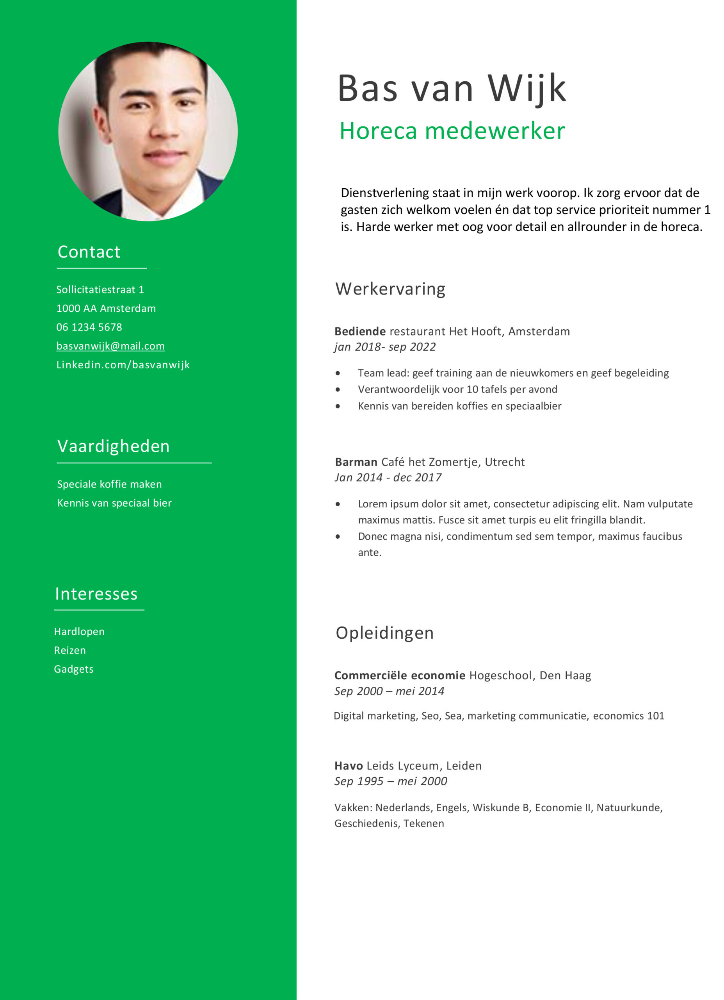 Bas van Wijk
Horeca medewerker
Dienstverlening staat in mijn werk voorop. Ik zorg ervoor dat de
gasten zich welkom voelen én dat top service prioriteit nummer 1
is. Harde werker met oog voor detail en allrounder in de horeca.
Contact
Sollicitatiestraat 1
1000 AA Amsterdam
06 1234 5678
basvanwijk@mail.com
Linkedin.com/basvanwijk
Vaardigheden
Speciale koffie maken
Kennis van speciaal bier
Interesses
Hardlopen
Reizen
Gadgets
Werkervaring
Bediende restaurant Het Hooft, Amsterdam
jan 2018- sep 2022
• Team lead: geef training aan de nieuwkomers en geef begeleiding
• Verantwoordelijk voor 10 tafels per avond
• Kennis van bereiden koffies en speciaalbier
Barman Café het Zomertje, Utrecht
Jan 2014 - dec 2017
• Lorem ipsum dolor sit amet, consectetur adipiscing elit. Nam vulputate
maximus mattis. Fusce sit amet turpis eu elit fringilla blandit.
• Donec magna nisi, condimentum sed sem tempor, maximus faucibus
ante.
Opleidingen
Commerciële economie Hogeschool, Den Haag
Sep 2000 – mei 2014
Digital marketing, Seo, Sea, marketing communicatie, economics 101
Havo Leids Lyceum, Leiden
Sep 1995 – mei 2000
Vakken: Nederlands, Engels, Wiskunde B, Economie II, Natuurkunde,
Geschiedenis, Tekenen